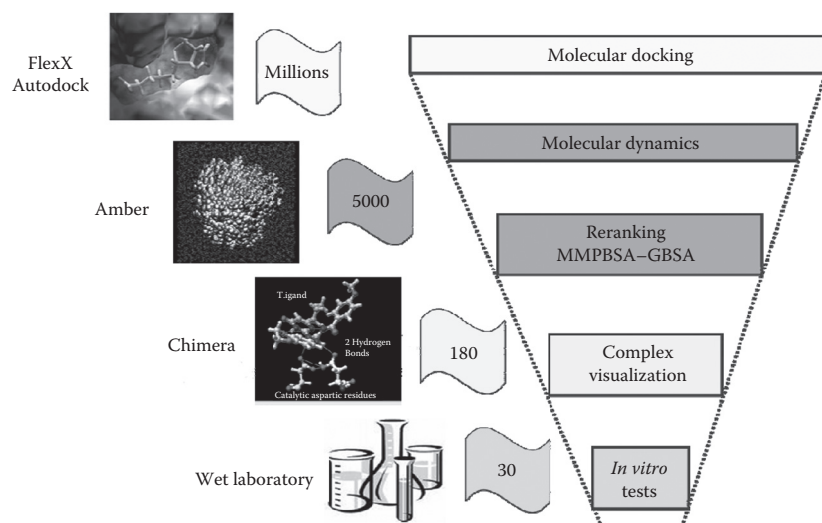 FlexX
Autodock
Millions
Molecular docking
Molecular dynamics
Amber
5000
Reranking
MMPBSA–GBSA
T.igand
2 Hydrogen
Bonds
Catalytic aspartic residues
Chimera
180
Complex
visualization
Wet laboratory
30
In vitro
tests